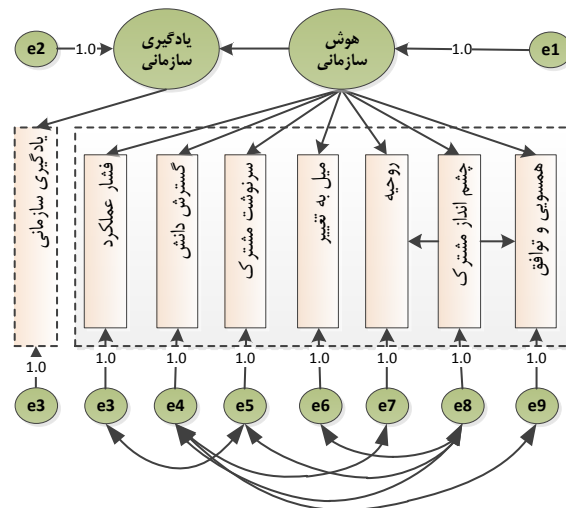 e2
1.0
یادگیری
سازمانی
هوش
سازمانی
1.0
e1
یادگیری سازمانی
فشار عملکرد
گسترش دانش
سرنوشت مشترک
میل به تغییر
روحیه
چشم انداز مشترک
همسویی و توافق
1.0
1.0
1.0
1.0
1.0
1.0
1.0
1.0
e3
e3
e4
e5
e6
e7
e8
e9